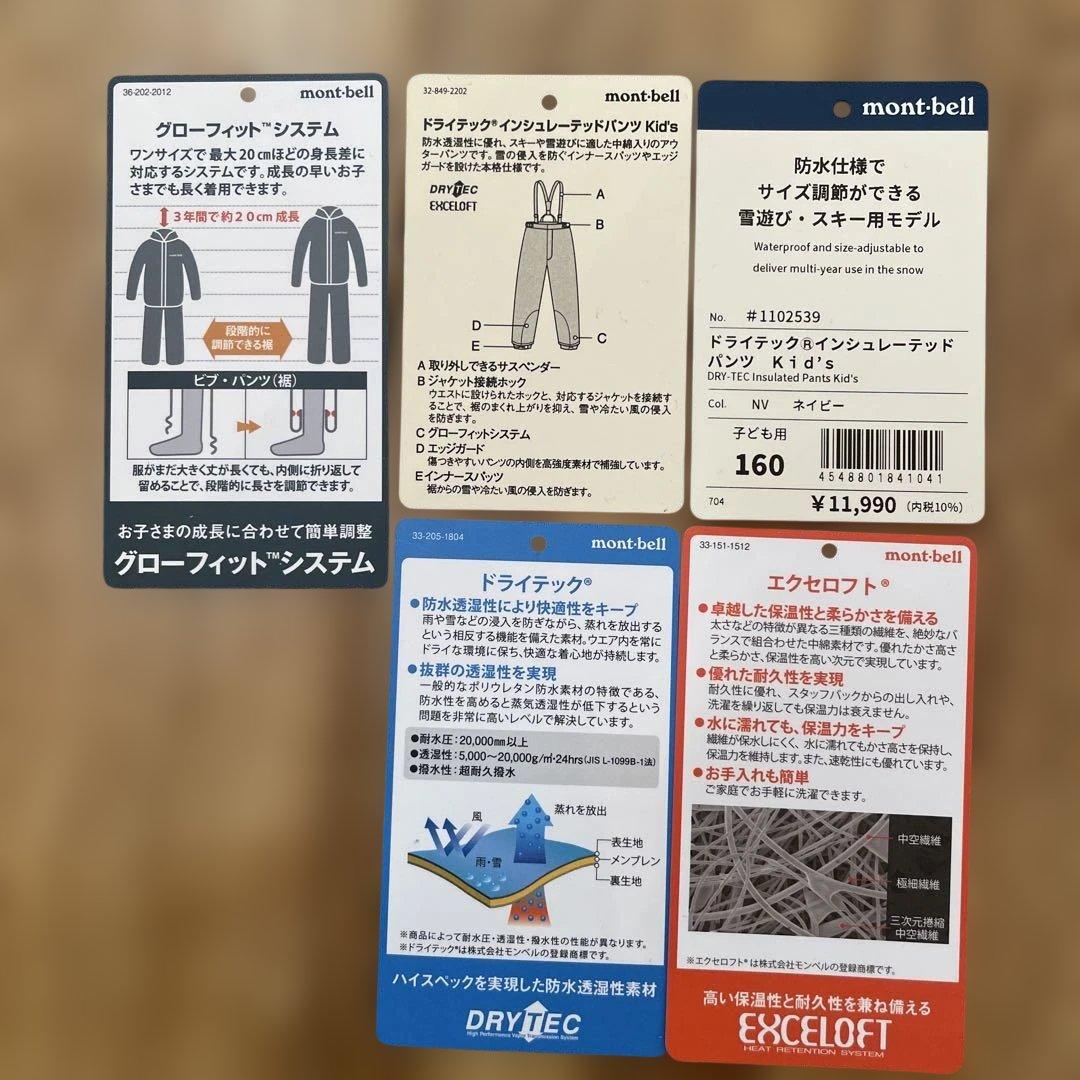 36-202-2012
mont·bell
グローフィット™システム
ワンサイズで最大20cmほどの身長差に
対応するシステムです。成長の早いお子
さまでも長く着用できます。
3年間で約20cm成長
段階的に
調節できる裾
ビブ・パンツ(裾)
服がまだ大きく丈が長くても、内側に折り返して
留めることで、段階的に長さを調節できます。
お子さまの成長に合わせて簡単調整
グローフィット™システム
32-849-2202
mont·bell
ドライテック®インシュレーテッドパンツ Kid's
防水透湿性に優れ、スキーや雪遊びに適した中綿入りのアウ
ターパンツです。雪の侵入を防ぐインナースパッツやエッジ
ガードを設けた本格仕様です。
DRYTEC
EXCELOFT
A
B
D
C
E
A 取り外しできるサスペンダー
B ジャケット接続ホック
ウエストに設けられたホックと、対応するジャケットを接続す
ることで、裾のまくれ上がりを抑え、雪や冷たい風の侵入
を防ぎます。
C グローフィットシステム
D エッジガード
傷つきやすいパンツの内側を高強度素材で補強しています。
E インナースパッツ
裾からの雪や冷たい風の侵入を防ぎます。
mont·bell
防水仕様で
サイズ調節ができる
雪遊び・スキー用モデル
Waterproof and size-adjustable to
deliver multi-year use in the snow
No. #1102539
ドライテック®インシュレーテッド
パンツ Kid's
DRY-TEC Insulated Pants Kid's
Col. NV ネイビー
子ども用
160
4548801841041
704
¥11,990 (内税10%)
33-205-1804
mont·bell
ドライテック®
●防水透湿性により快適性をキープ
雨や雪などの浸入を防ぎながら、蒸れを放出する
という相反する機能を備えた素材。ウエア内を常に
ドライな環境に保ち、快適な着心地が持続します。
●抜群の透湿性を実現
一般的なポリウレタン防水素材の特徴である、
防水性を高めると蒸気透湿性が低下するという
問題を非常に高いレベルで解決しています。
●耐水圧:20,000㎜以上
●透湿性:5,000〜20,000g/㎡·24hrs(JIS L-1099B-1法)
●撥水性:超耐久撥水
風
蒸れを放出
雨・雪
表生地
メンブレン
裏生地
※商品によって耐水圧・透湿性・撥水性の性能が異なります。
※ドライテック®は株式会社モンベルの登録商標です。
ハイスペックを実現した防水透湿性素材
DRYTEC
High Performance Vapor Transmission System
33-151-1512
mont·bell
エクセロフト®
●卓越した保温性と柔らかさを備える
太さなどの特徴が異なる三種類の繊維を、絶妙なバ
ランスで組合わせた中綿素材です。優れたかさ高さ
と柔らかさ、保温性を高い次元で実現しています。
●優れた耐久性を実現
耐久性に優れ、スタッフバックからの出し入れや、
洗濯を繰り返しても保温力は衰えません。
●水に濡れても、保温力をキープ
繊維が保水しにくく、水に濡れてもかさ高さを保持し、
保温力を維持します。また、速乾性にも優れています。
●お手入れも簡単
ご家庭でお手軽に洗濯できます。
中空繊維
極細繊維
三次元捲縮
中空繊維
※エクセロフト®は株式会社モンベルの登録商標です。
高い保温性と耐久性を兼ね備える
EXCELOFT
HEAT RETENTION SYSTEM